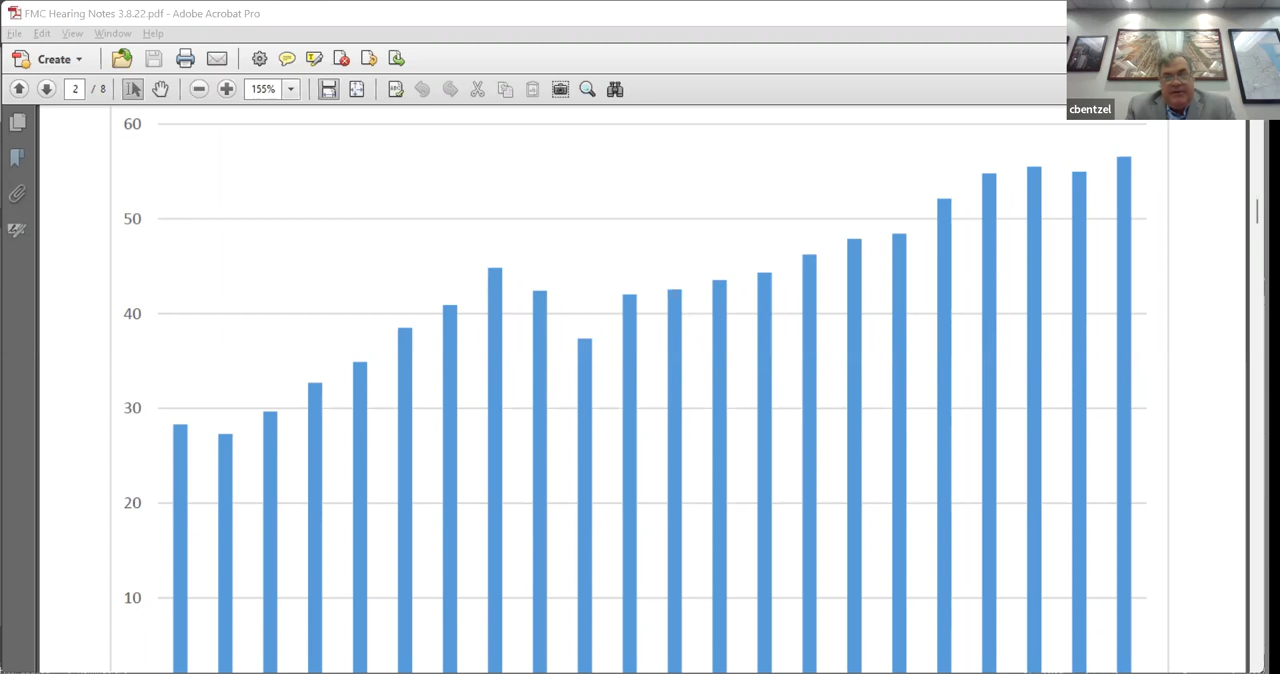 FMC Hearing Notes 3.8.22.pdf - Adobe Acrobat Pro
File Edit View Window Help
Create
2 / 8 155%
cbentzel
60
50
40
30
20
10